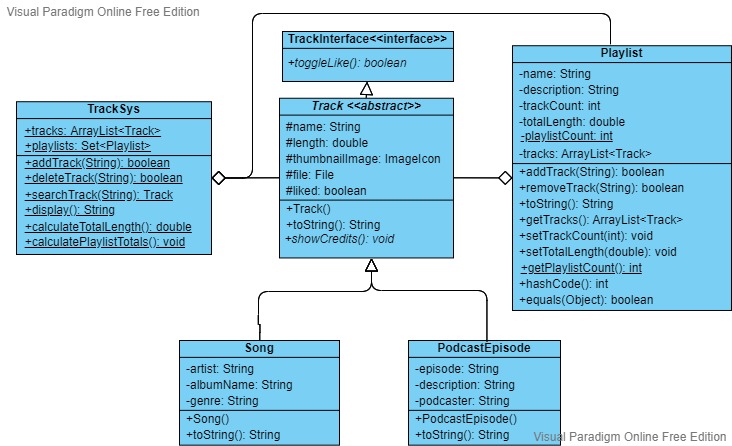 Visual Paradigm Online Free Edition
TrackInterface<<interface>>
+toggleLike(): boolean
TrackSys
+tracks: ArrayList<Track>
+playlists: Set<Playlist>
+addTrack(String): boolean
+deleteTrack(String): boolean
+searchTrack(String): Track
+display(): String
+calculateTotalLength(): double
+calculatePlaylistTotals(): void
Track <<abstract>>
#name: String
#length: double
#thumbnailImage: ImageIcon
#file: File
#liked: boolean
+Track()
+toString(): String
+showCredits(): void
Playlist
-name: String
-description: String
-trackCount: int
-totalLength: double
-playlistCount: int
-tracks: ArrayList<Track>
+addTrack(String): boolean
+removeTrack(String): boolean
+toString(): String
+getTracks(): ArrayList<Track>
+setTrackCount(int): void
+setTotalLength(double): void
+getPlaylistCount(): int
+hashCode(): int
+equals(Object): boolean
Song
-artist: String
-albumName: String
-genre: String
+Song()
+toString(): String
PodcastEpisode
-episode: String
-description: String
-podcaster: String
+PodcastEpisode()
+toString(): String
Visual Paradigm Online Free Edition